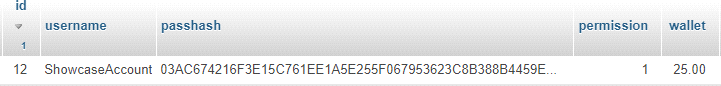 id
username passhash permission wallet
1
12 ShowcaseAccount 03AC674216F3E15C761EE1A5E255F067953623C8B388B4459E... 1 25.00